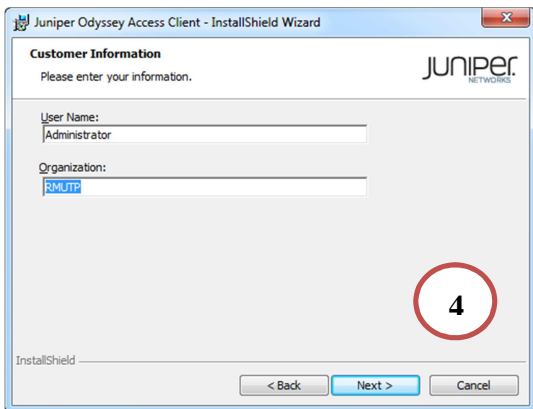 Juniper Odyssey Access Client - InstallShield Wizard
Customer Information
Please enter your information.
JUNIPER
NETWORKS
User Name:
Administrator
Organization:
RMUTP
4
InstallShield
< Back
Next >
Cancel